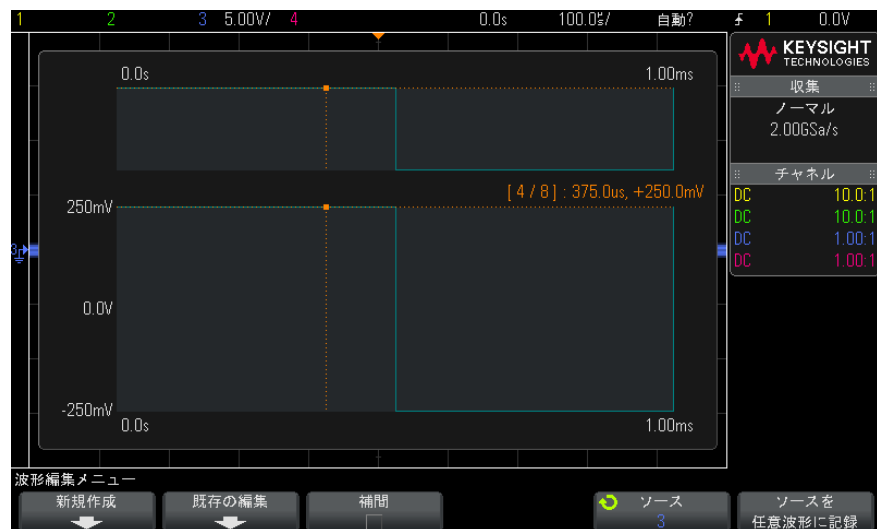 1 2 3 5.00V/ 4 0.0s 100.0us/ 自動? 1 0.0V
KEYSIGHT
TECHNOLOGIES
収集
ノーマル
2.00GSa/s
チャネル
DC 10.0:1
DC 10.0:1
DC 1.00:1
DC 1.00:1
0.0s 1.00ms
[ 4 / 8 ] : 375.0us, +250.0mV
250mV
0.0V
-250mV
0.0s 1.00ms
3
波形編集メニュー
新規作成
既存の編集
補間
ソース
3
ソースを
任意波形に記録